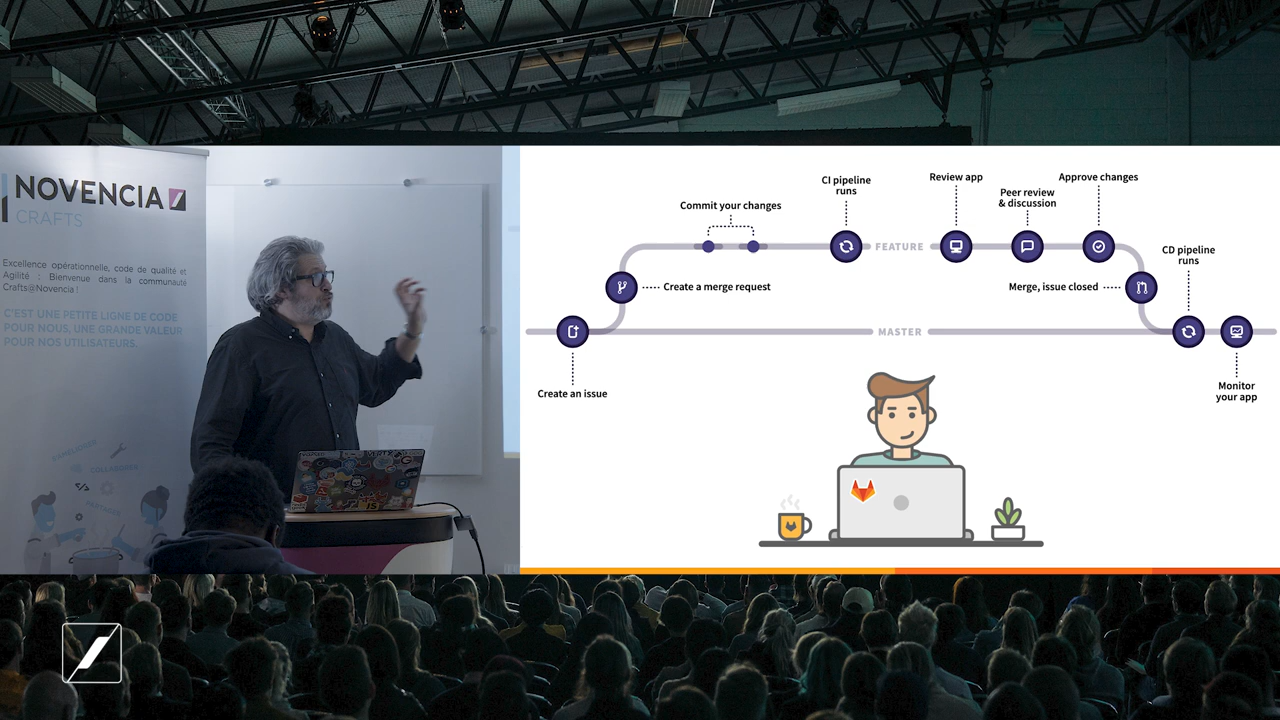 NOVENCIA
CRAFTS
Excellence opérationnelle, code de qualité et
Agilité : Bienvenue dans la communauté
Crafts@Novencia !
C'EST UNE PETITE LIGNE DE CODE
POUR NOUS, UNE GRANDE VALEUR
POUR NOS UTILISATEURS.
COLLABORER
CI pipeline
runs
Review app
Approve changes
Peer review
& discussion
Commit your changes
FEATURE
CD pipeline
runs
Create a merge request
Merge, issue closed
MASTER
Create an issue
Monitor
your app